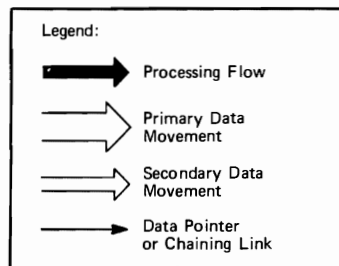 Legend:
Processing Flow
Primary Data
Movement
Secondary Data
Movement
Data Pointer
or Chaining Link